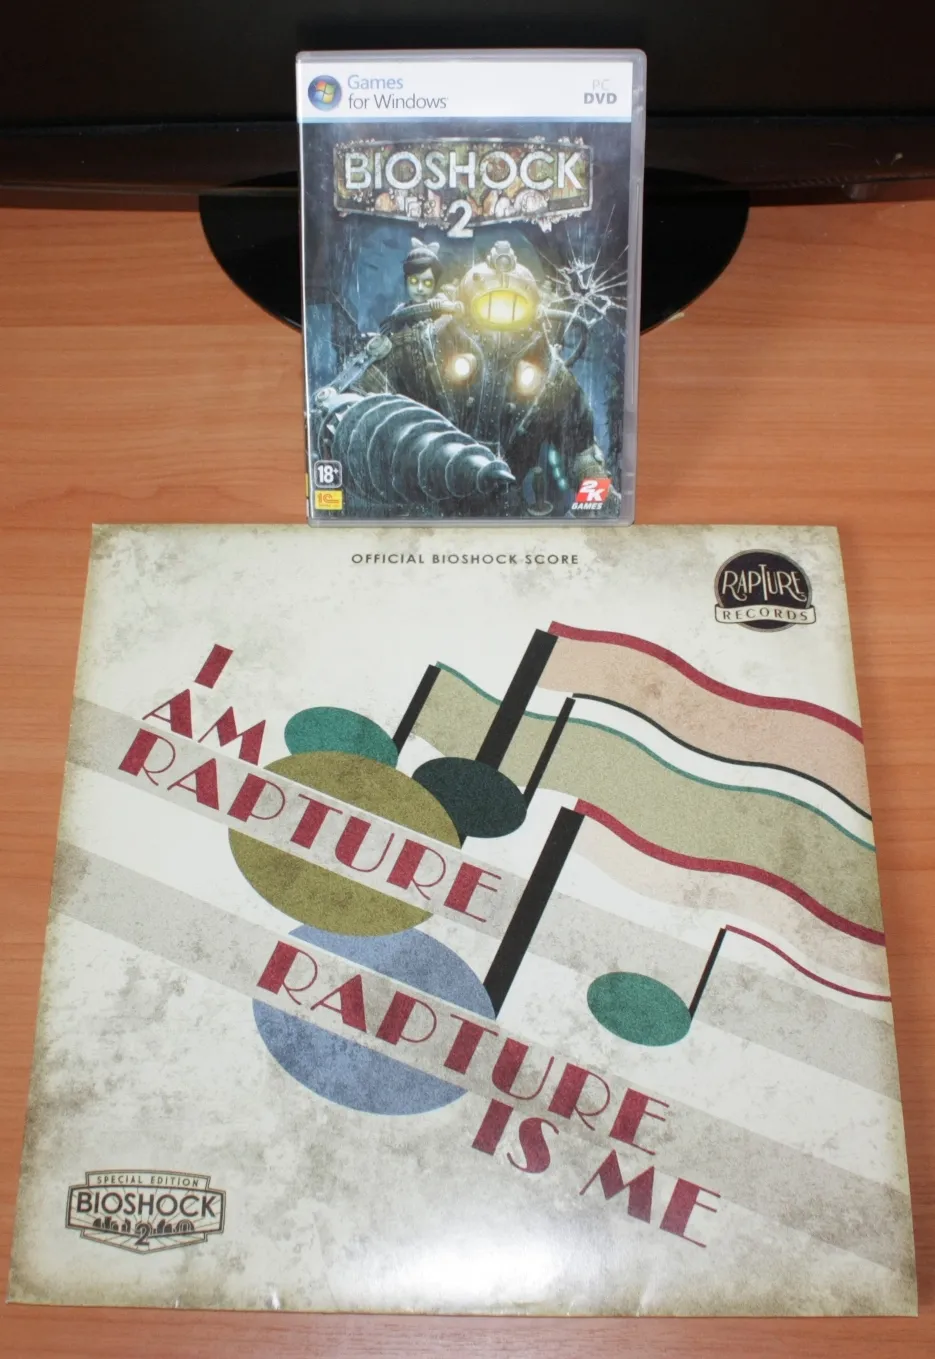 Games
for Windows
PC
DVD
BIOSHOCK
2
18+
1C
2K
GAMES
OFFICIAL BIOSHOCK SCORE
RAPTURE
RECORDS
I
AM
RAPTURE
RAPTURE
IS ME
SPECIAL EDITION
BIOSHOCK
2